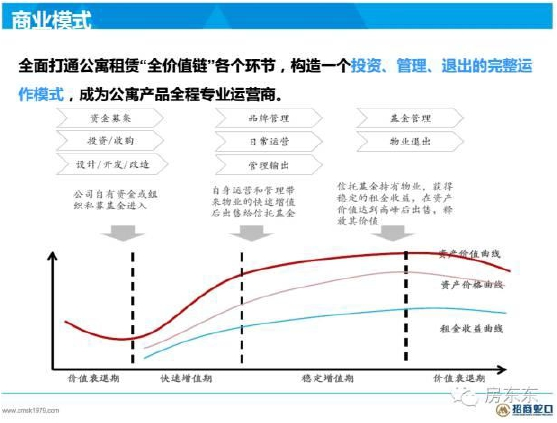 商业模式
全面打通公寓租赁“全价值链”各个环节，构造一个投资、管理、退出的完整运
作模式，成为公寓产品全程专业运营商。
资金募集
投资/收购
设计/开发/改造
品牌管理
日常运营
管理输出
基金管理
物业退出
公司自有资金或组
织私募基金进入
自身运营和管理带
来物业的快速增值
后出售给信托基金
信托基金持有物业，获得
稳定的租金收益，在资产
价值达到高峰后出售，释
放其价值
资产价值曲线
资产价格曲线
租金收益曲线
价值衰退期
快速增值期
稳定增值期
价值衰退期
房东东
www.cmsk1979.com
招商蛇口